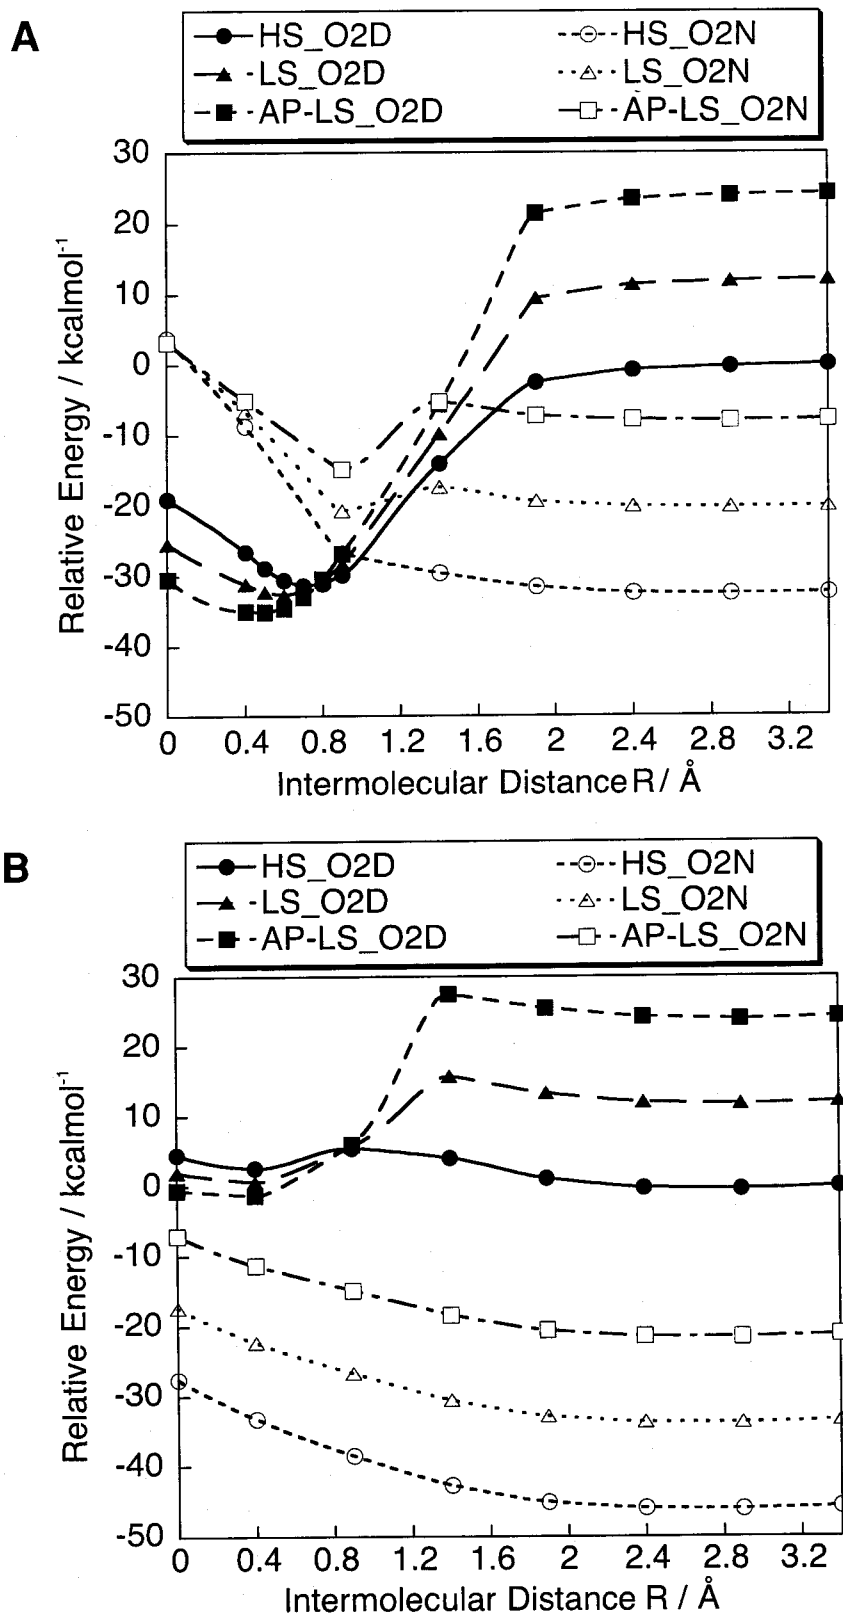 A
HS_O2D HS_O2N
LS_O2D LS_O2N
AP-LS_O2D AP-LS_O2N
30
20
10
0
-10
-20
-30
-40
-50
Relative Energy / kcalmol-1
0 0.4 0.8 1.2 1.6 2 2.4 2.8 3.2
Intermolecular Distance R / Å
B
HS_O2D HS_O2N
LS_O2D LS_O2N
AP-LS_O2D AP-LS_O2N
30
20
10
0
-10
-20
-30
-40
-50
Relative Energy / kcalmol-1
0 0.4 0.8 1.2 1.6 2 2.4 2.8 3.2
Intermolecular Distance R / Å